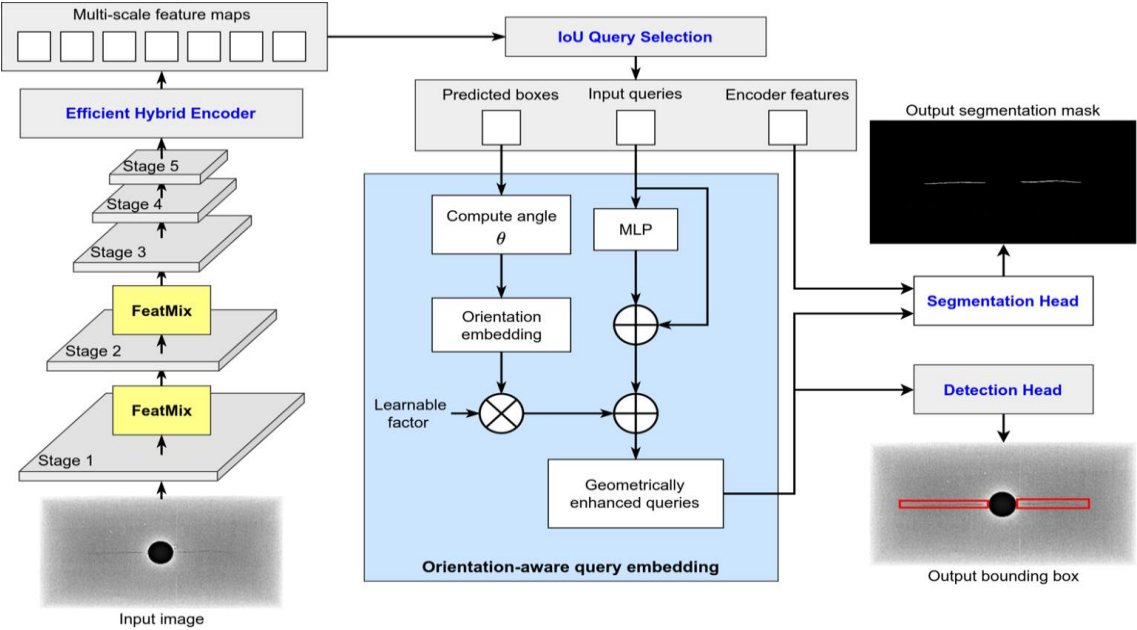 Multi-scale feature maps
Efficient Hybrid Encoder
Stage 5
Stage 4
Stage 3
FeatMix
Stage 2
FeatMix
Stage 1
Input image
IoU Query Selection
Predicted boxes
Input queries
Encoder features
Compute angle
θ
MLP
Orientation
embedding
Learnable
factor
Geometrically
enhanced queries
Orientation-aware query embedding
Output segmentation mask
Segmentation Head
Detection Head
Output bounding box